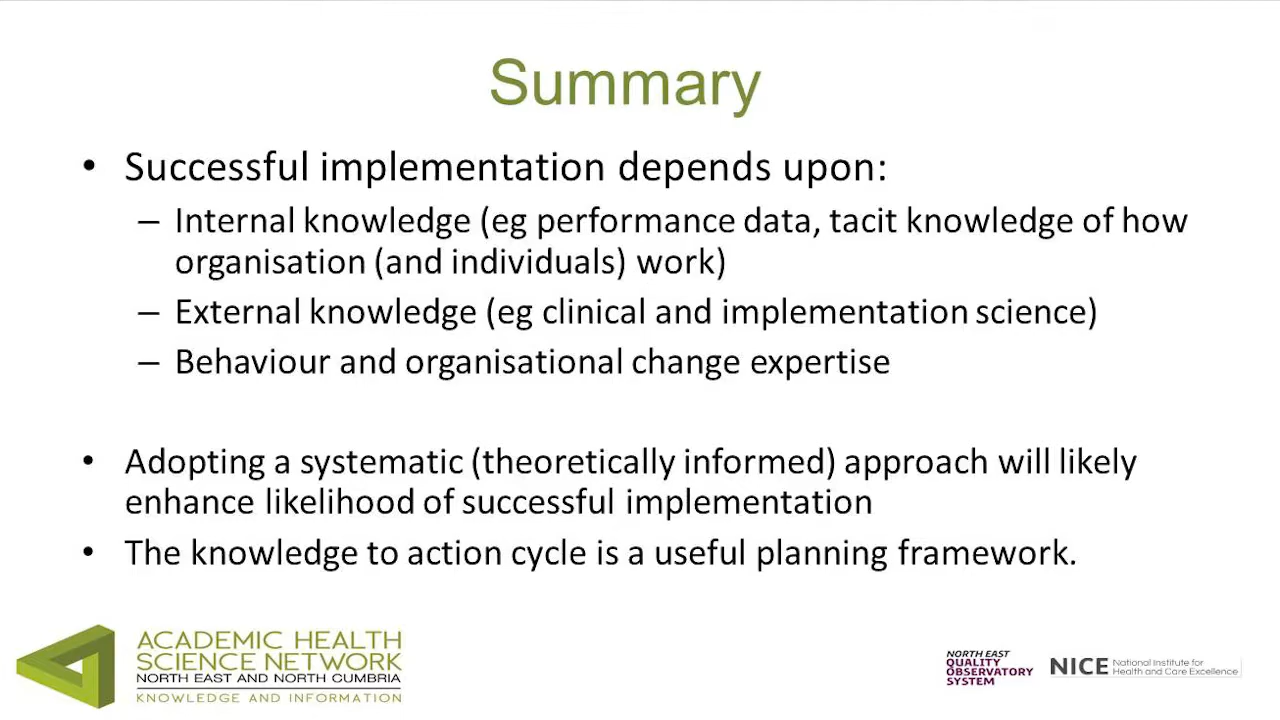 Summary
• Successful implementation depends upon:
– Internal knowledge (eg performance data, tacit knowledge of how
organisation (and individuals) work)
– External knowledge (eg clinical and implementation science)
– Behaviour and organisational change expertise
• Adopting a systematic (theoretically informed) approach will likely
enhance likelihood of successful implementation
• The knowledge to action cycle is a useful planning framework.
ACADEMIC HEALTH
SCIENCE NETWORK
NORTH EAST AND NORTH CUMBRIA
KNOWLEDGE AND INFORMATION
NORTH EAST
QUALITY
OBSERVATORY
SYSTEM
NICE National Institute for
Health and Care Excellence